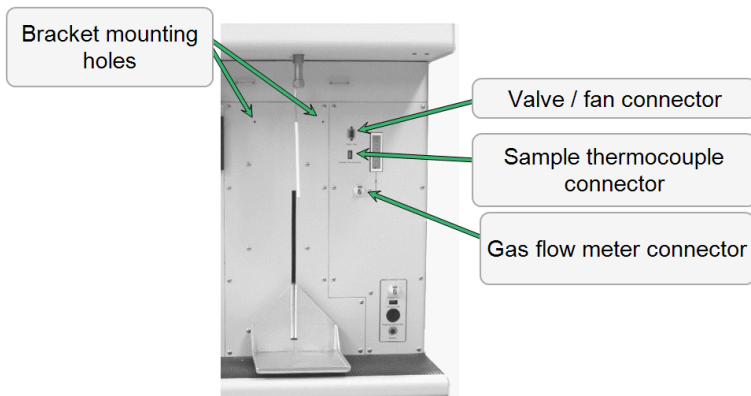 Bracket mounting
holes
Valve / fan connector
Sample thermocouple
connector
Gas flow meter connector